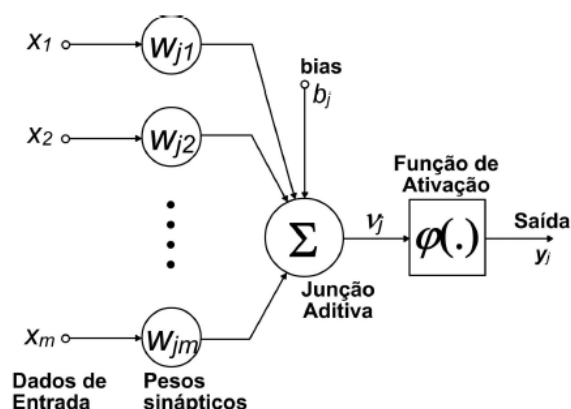 x1
wj1
bias
bj
x2
wj2
Função de
Ativação
Σ
vj
φ(.)
Saída
yj
Junção
Aditiva
xm
wjm
Dados de
Entrada
Pesos
sinápticos